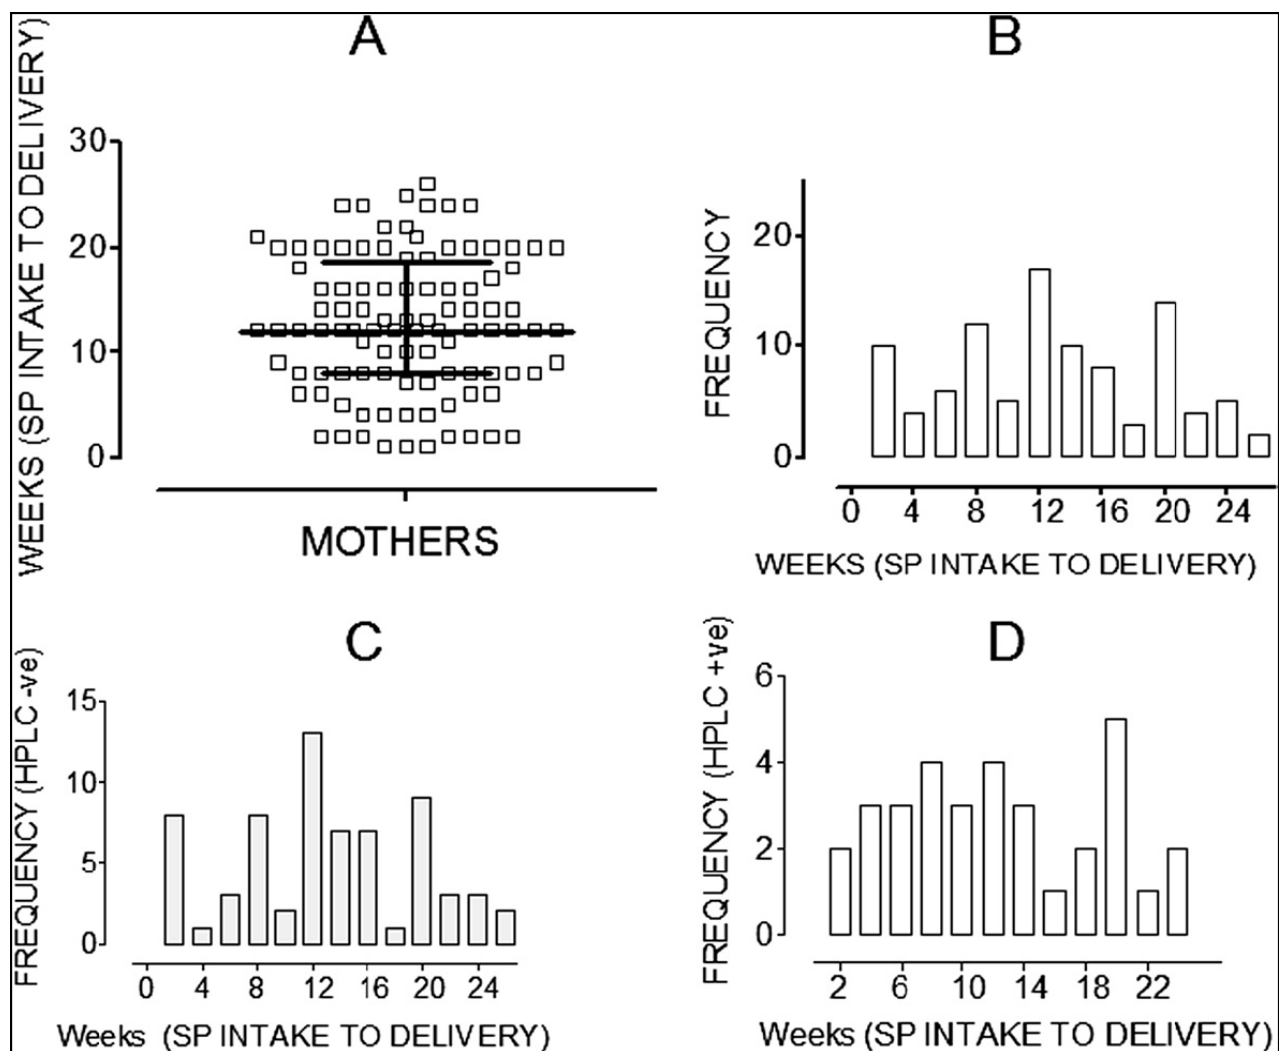 A
WEEKS (SP INTAKE TO DELIVERY)
30
20
10
0
MOTHERS
B
FREQUENCY
20
10
0
0 4 8 12 16 20 24
WEEKS (SP INTAKE TO DELIVERY)
C
FREQUENCY (HPLC -ve)
15
10
5
0
0 4 8 12 16 20 24
Weeks (SP INTAKE TO DELIVERY)
D
FREQUENCY (HPLC +ve)
6
4
2
0
2 6 10 14 18 22
Weeks (SP INTAKE TO DELIVERY)